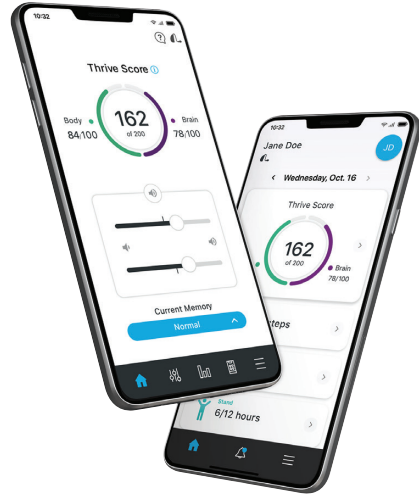 10:32
Thrive Score
Body
84/100
162
of 200
Brain
78/100
Current Memory
Normal
10:32
Jane Doe
JD
Wednesday, Oct. 16
Thrive Score
162
of 200
Brain
78/100
Stand
6/12 hours